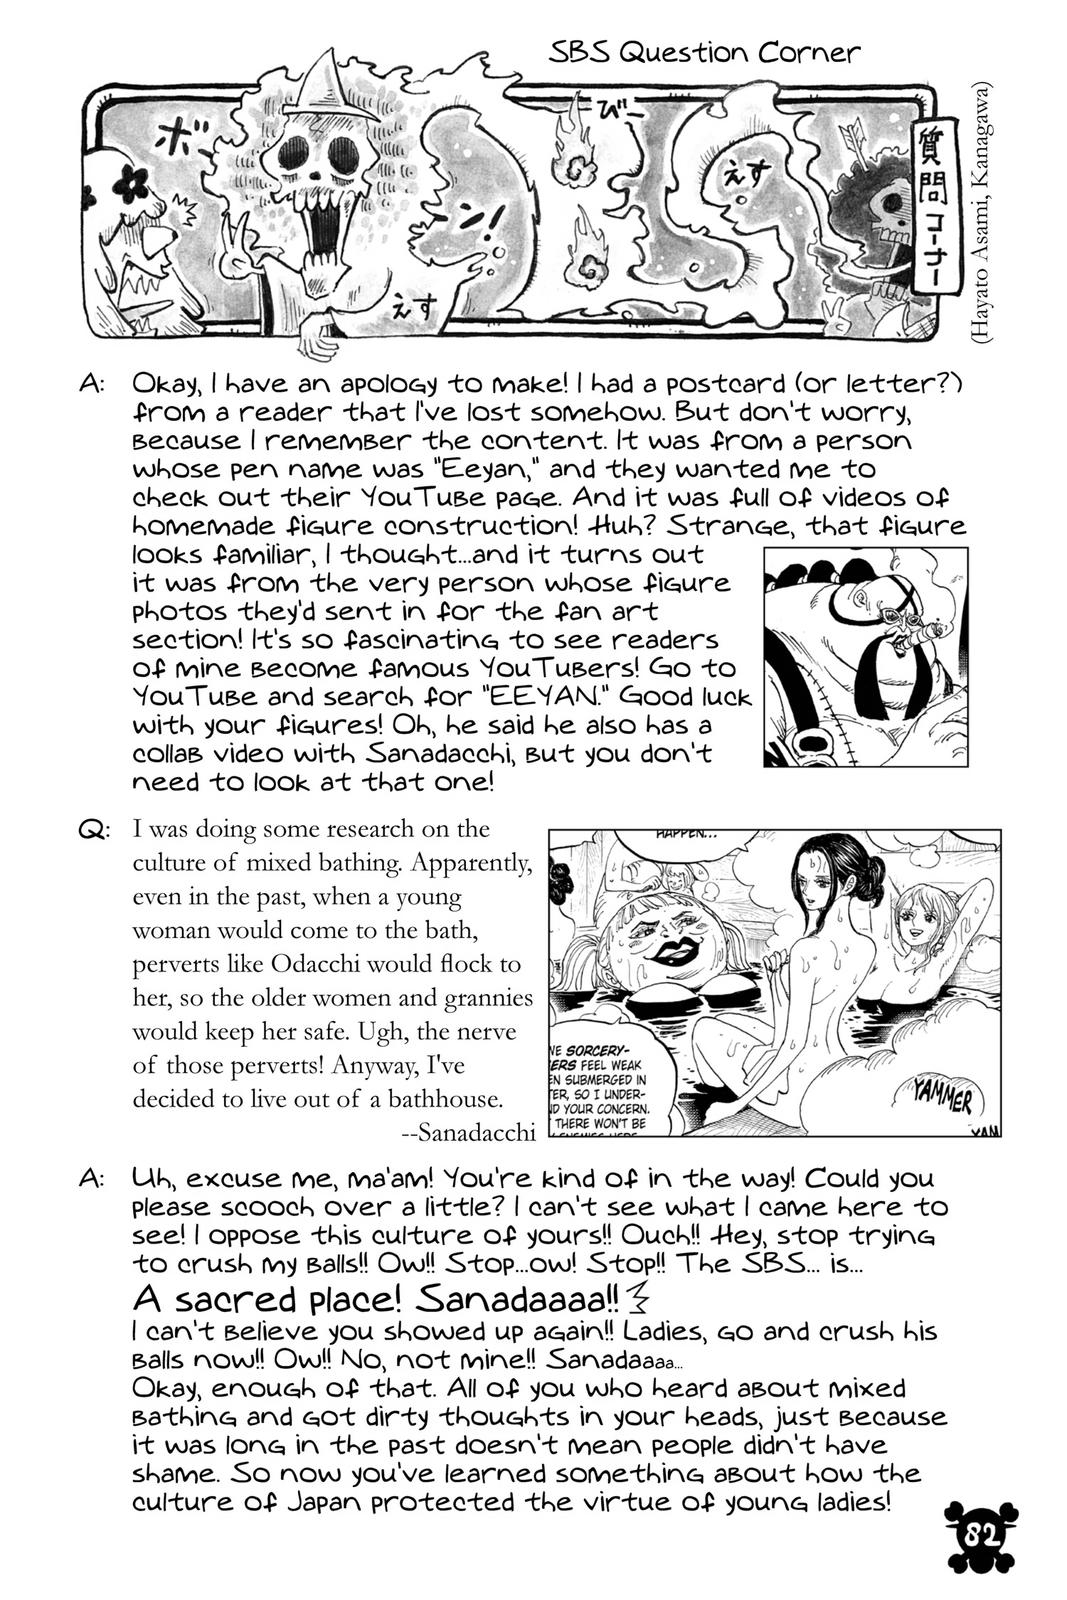 SBS Question Corner
ボーン!
びー
えす
えす
質問コーナー
(Hayato Asami, Kanagawa)
A: Okay, I have an apology to make! I had a postcard (or letter?)
from a reader that I've lost somehow. But don't worry,
because I remember the content. It was from a person
whose pen name was "Eeyan," and they wanted me to
check out their YouTube page. And it was full of videos of
homemade figure construction! Huh? Strange, that figure
looks familiar, I thought...and it turns out
it was from the very person whose figure
photos they'd sent in for the fan art
section! It's so fascinating to see readers
of mine become famous YouTubers! Go to
YouTube and search for "EEYAN." Good luck
with your figures! Oh, he said he also has a
collab video with Sanadacchi, but you don't
need to look at that one!
Q: I was doing some research on the
culture of mixed bathing. Apparently,
even in the past, when a young
woman would come to the bath,
perverts like Odacchi would flock to
her, so the older women and grannies
would keep her safe. Ugh, the nerve
of those perverts! Anyway, I've
decided to live out of a bathhouse.
--Sanadacchi
HAPPEN...
VE SORCERY-
ERS FEEL WEAK
EN SUBMERGED IN
TER, SO I UNDER-
ND YOUR CONCERN.
THERE WON'T BE
ENEMIES HERE
YAMMER
YAM
A: Uh, excuse me, ma'am! You're kind of in the way! Could you
please scooch over a little? I can't see what I came here to
see! I oppose this culture of yours!! Ouch!! Hey, stop trying
to crush my balls!! Ow!! Stop...ow! Stop!! The SBS... is...
A sacred place! Sanadaaaa!!
I can't believe you showed up again!! Ladies, go and crush his
balls now!! Ow!! No, not mine!! Sanadaaaa...
Okay, enough of that. All of you who heard about mixed
bathing and got dirty thoughts in your heads, just because
it was long in the past doesn't mean people didn't have
shame. So now you've learned something about how the
culture of Japan protected the virtue of young ladies!
82